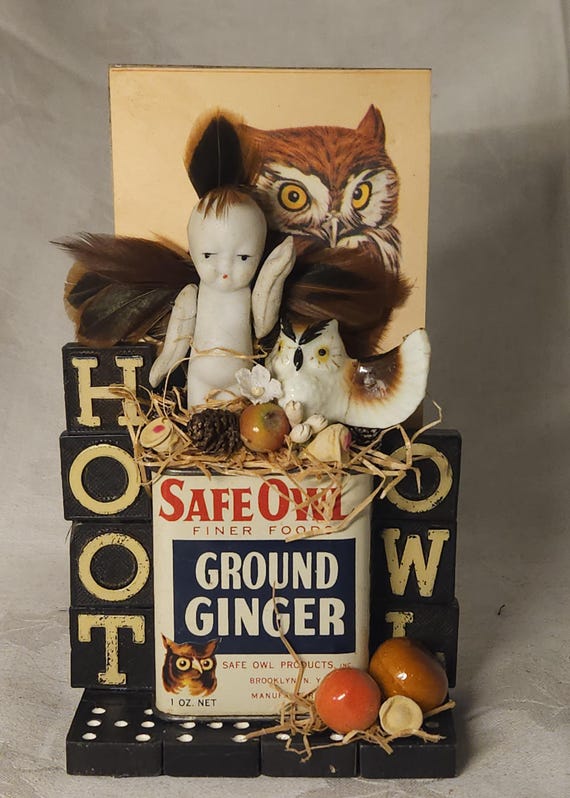 H
O
O
T
O
W
L
SAFE OWL
FINER FOODS
GROUND
GINGER
SAFE OWL PRODUCTS, INC.
BROOKLYN, N. Y.
1 OZ. NET